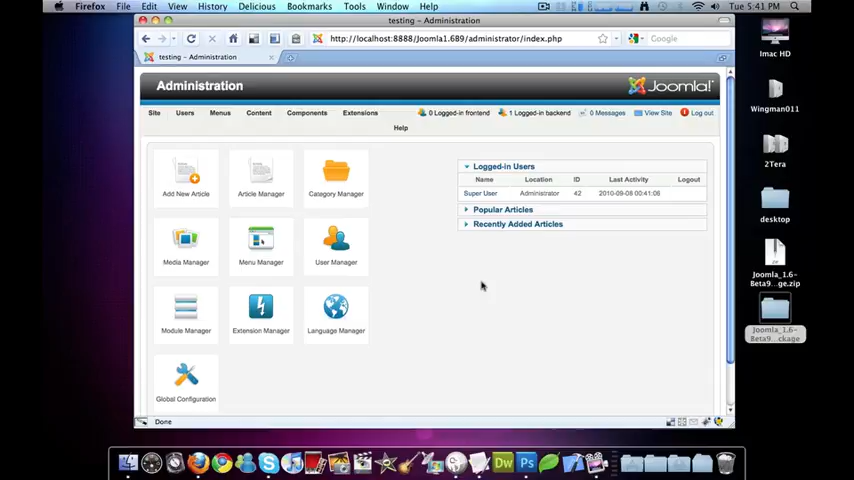 Firefox File Edit View History Delicious Bookmarks Tools Window Help Tue 5:41 PM
testing - Administration
http://localhost:8888/Joomla1.6B9/administrator/index.php
Google
testing - Administration
Administration
Joomla!
Site Users Menus Content Components Extensions 0 Logged-in frontend 1 Logged-in backend 0 Messages View Site Log out
Help
Add New Article Article Manager Category Manager
Media Manager Menu Manager User Manager
Module Manager Extension Manager Language Manager
Global Configuration
Logged-in Users
Name Location ID Last Activity Logout
Super User Administrator 42 2010-09-08 00:41:06
Popular Articles
Recently Added Articles
Done
Imac HD
Wingman011
2Tera
desktop
Joomla_1.6-
Beta9...ge.zip
Joomla_1.6-
Beta9...ckage
Dw
Ps